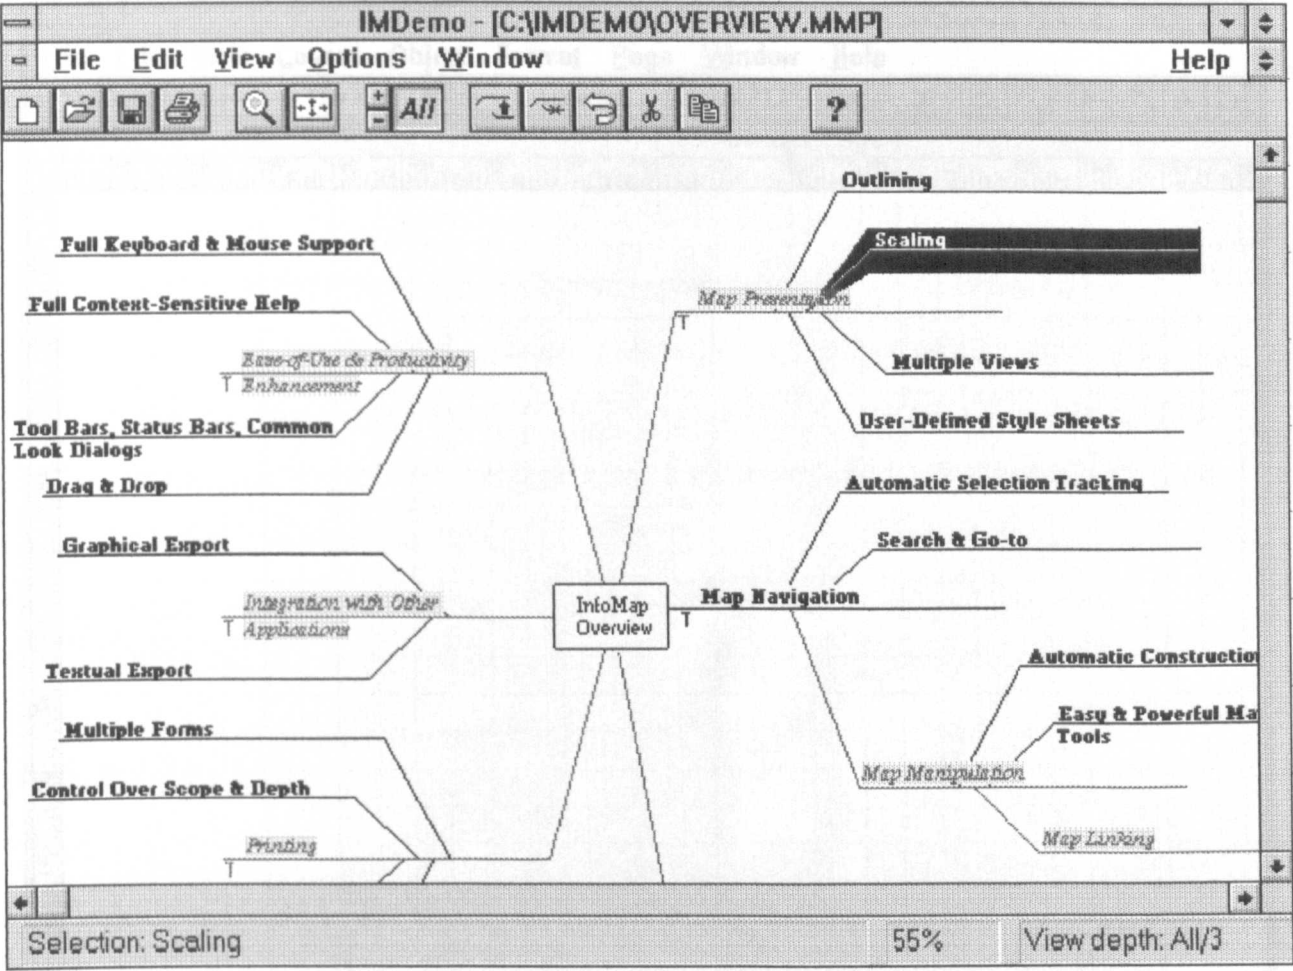 IMDemo - [C:\IMDEMO\OVERVIEW.MMP]
File Edit View Options Window Help
+
-
All
?
Full Keyboard & Mouse Support
Full Context-Sensitive Help
Ease-of-Use & Productivity
T Enhancement
Tool Bars, Status Bars, Common
Look Dialogs
Drag & Drop
Graphical Export
Integration with Other
T Applications
Textual Export
Multiple Forms
Control Over Scope & Depth
Printing
T
InfoMap
Overview
Outlining
Scaling
Map Presentation
T
Multiple Views
User-Defined Style Sheets
Automatic Selection Tracking
Search & Go-to
Map Navigation
T
Automatic Construction
Easy & Powerful Ma
Tools
Map Manipulation
Map Linking
Selection: Scaling 55% View depth: All/3